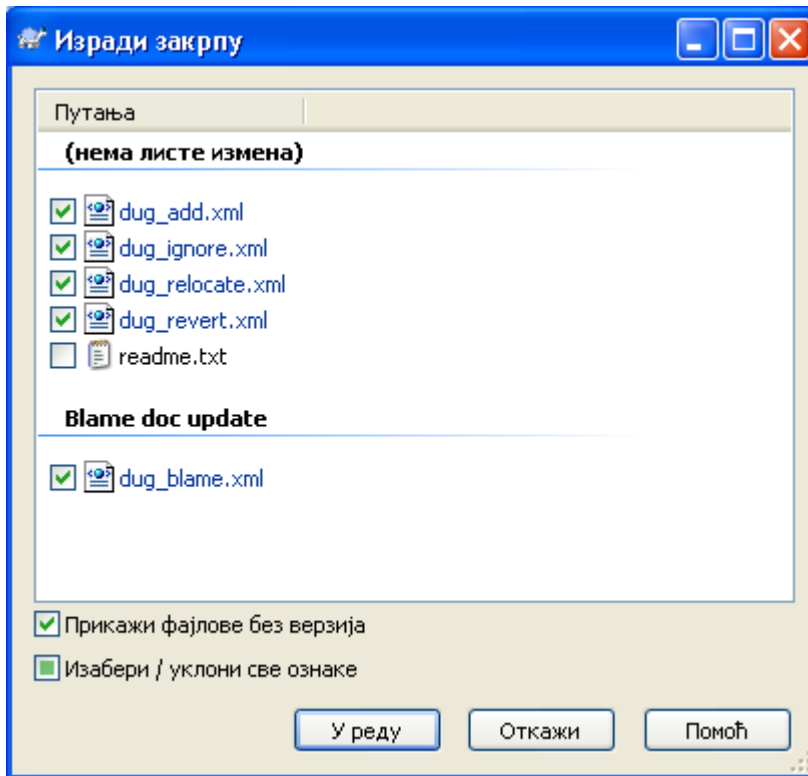 Изради закрпу
Путања
(нема листе измена)
dug_add.xml
dug_ignore.xml
dug_relocate.xml
dug_revert.xml
readme.txt
Blame doc update
dug_blame.xml
Прикажи фајлове без верзија
Изабери / уклони све ознаке
У реду Откажи Помоћ